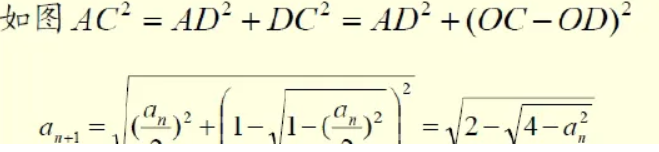 如图 AC² = AD² + DC² = AD² + (OC − OD)²
aₙ₊₁ = √((aₙ/2)² + (1 − √(1 − (aₙ/2)²))²) = √(2 − √(4 − aₙ²))